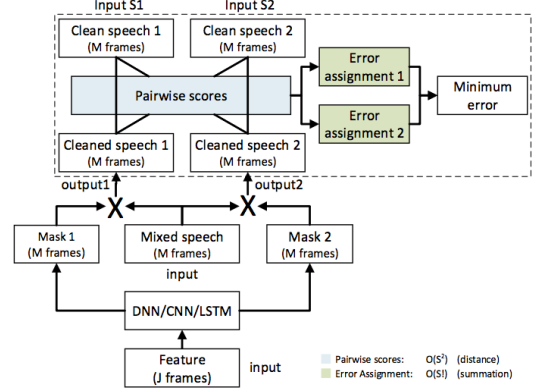 Input S1
Input S2
Clean speech 1
(M frames)
Clean speech 2
(M frames)
Error
assignment 1
Pairwise scores
Minimum
error
Error
assignment 2
Cleaned speech 1
(M frames)
Cleaned speech 2
(M frames)
output1
output2
X
X
Mask 1
(M frames)
Mixed speech
(M frames)
Mask 2
(M frames)
input
DNN/CNN/LSTM
Feature
(J frames)
input
Pairwise scores: O(S²) (distance)
Error Assignment: O(S!) (summation)